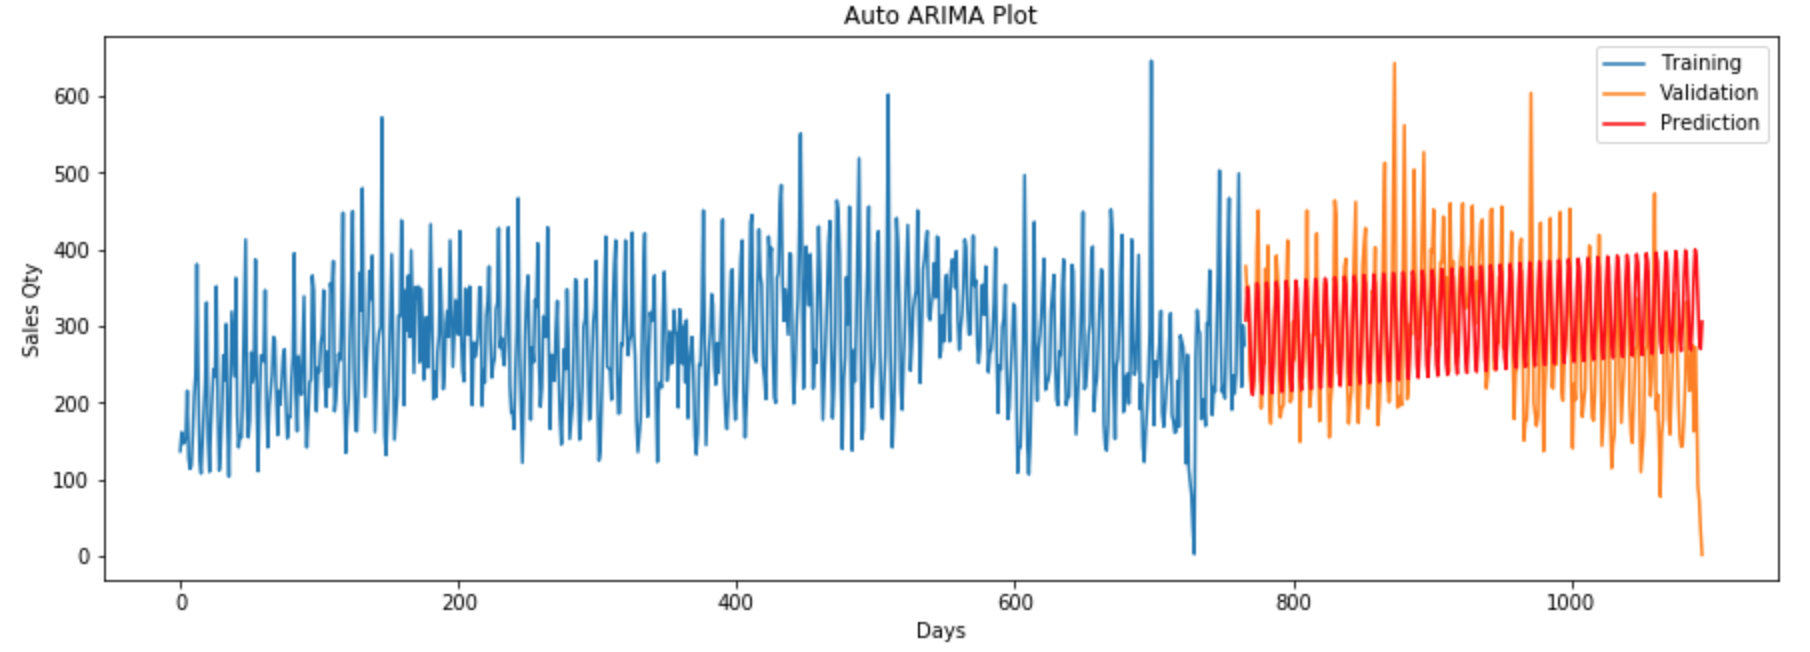 Auto ARIMA Plot
Training
Validation
Prediction
600
500
400
300
200
100
0
Sales Qty
0 200 400 600 800 1000
Days